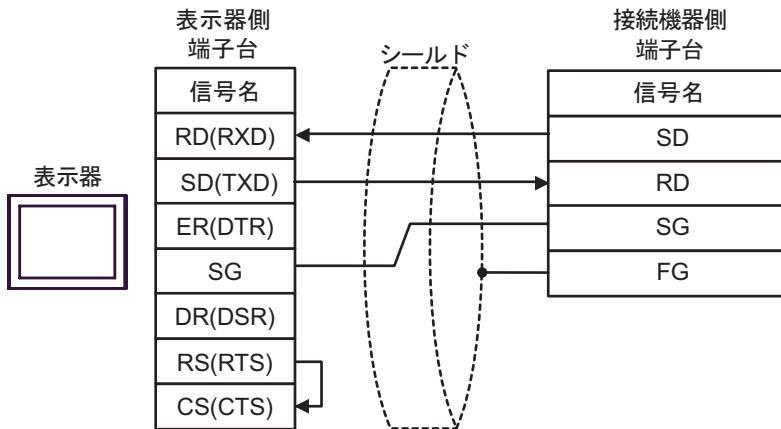 表示器側
端子台
接続機器側
端子台
シールド
表示器
信号名
RD(RXD)
SD(TXD)
ER(DTR)
SG
DR(DSR)
RS(RTS)
CS(CTS)
信号名
SD
RD
SG
FG